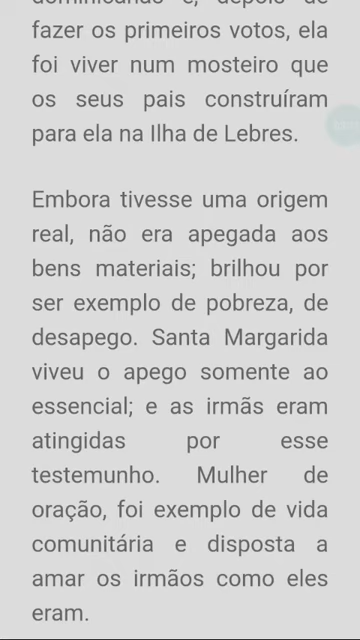 dominicanas e, depois de
fazer os primeiros votos, ela
foi viver num mosteiro que
os seus pais construíram
para ela na Ilha de Lebres.
Embora tivesse uma origem
real, não era apegada aos
bens materiais; brilhou por
ser exemplo de pobreza, de
desapego. Santa Margarida
viveu o apego somente ao
essencial; e as irmãs eram
atingidas por esse
testemunho. Mulher de
oração, foi exemplo de vida
comunitária e disposta a
amar os irmãos como eles
eram.